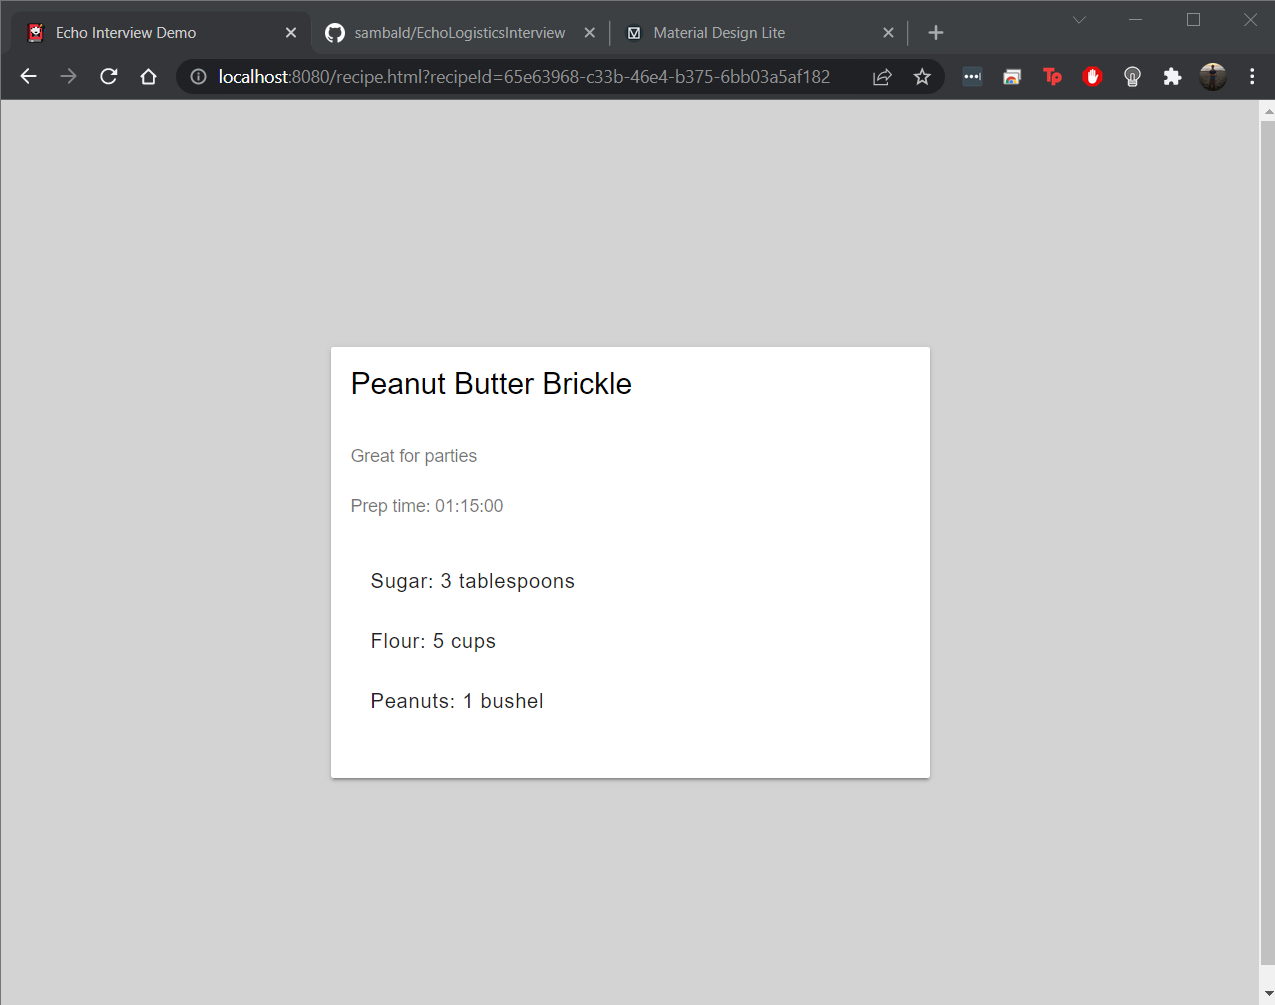 Echo Interview Demo
sambald/EchoLogisticsInterview
Material Design Lite
localhost:8080/recipe.html?recipeId=65e63968-c33b-46e4-b375-6bb03a5af182
Tp
Peanut Butter Brickle
Great for parties
Prep time: 01:15:00
Sugar: 3 tablespoons
Flour: 5 cups
Peanuts: 1 bushel